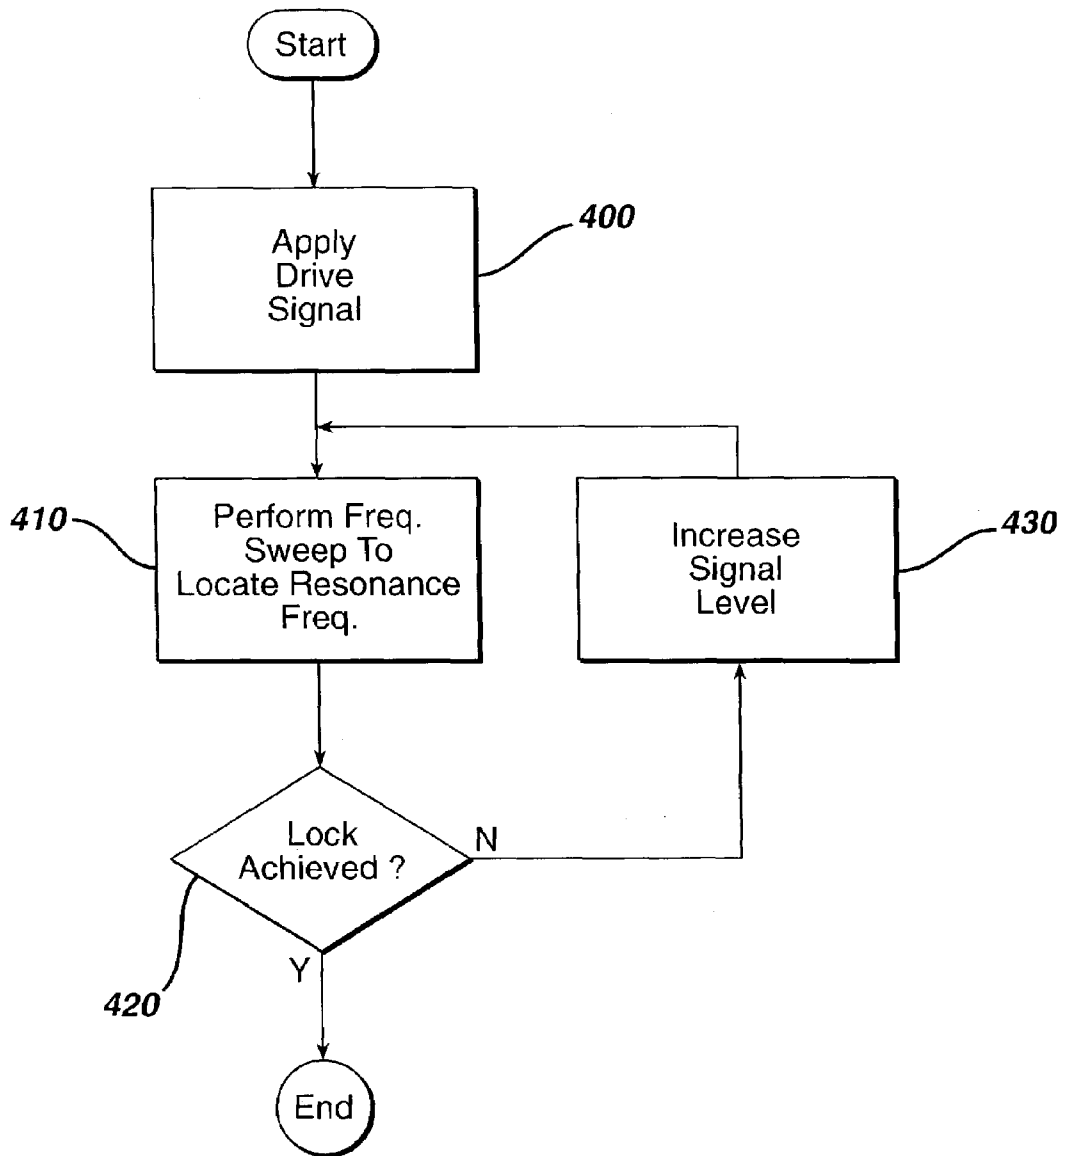 Start
Apply
Drive
Signal
400
410
Perform Freq.
Sweep To
Locate Resonance
Freq.
Increase
Signal
Level
430
Lock
Achieved ?
N
Y
420
End